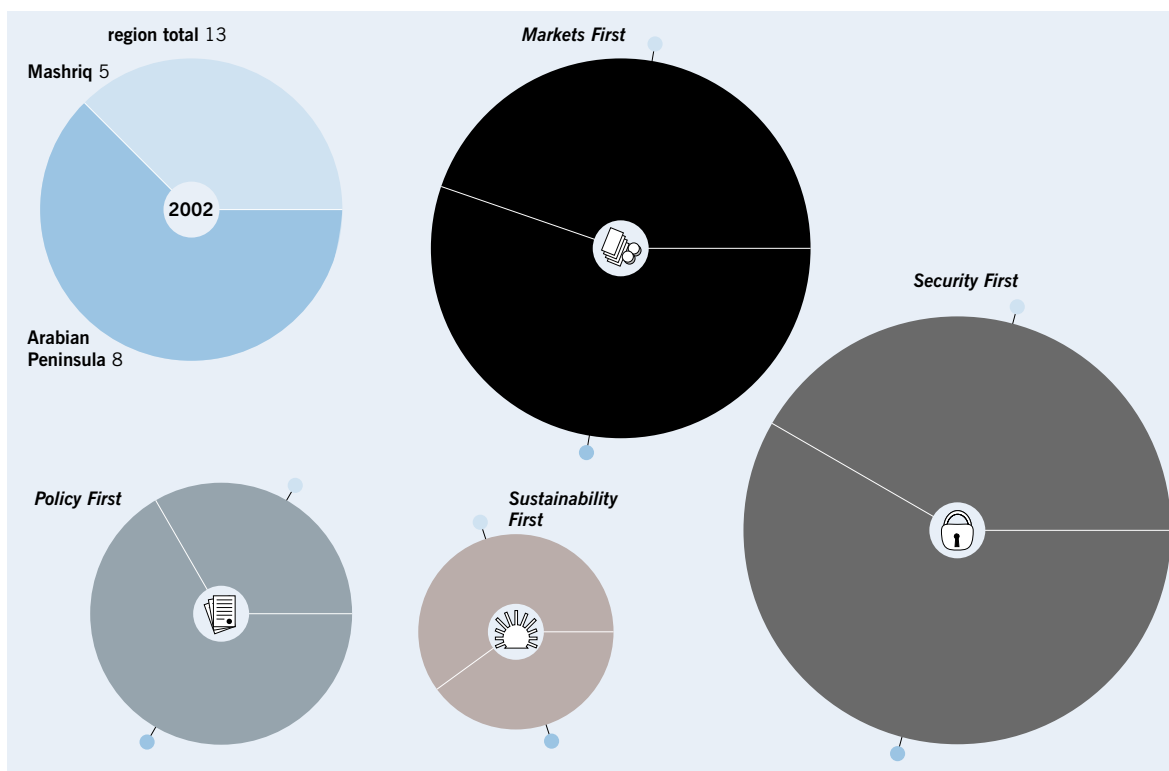 region total 13
Mashriq 5
2002
Arabian
Peninsula 8
Markets First
Security First
Policy First
Sustainability
First